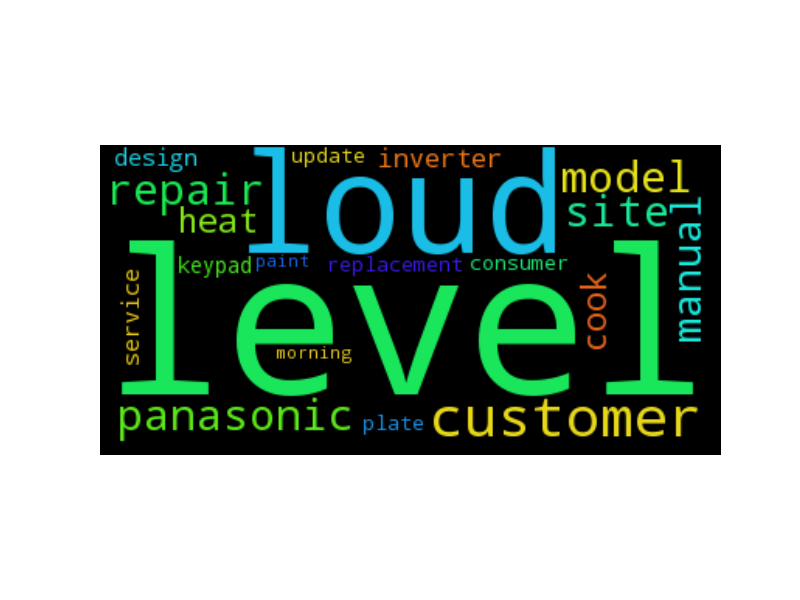 design
update
inverter
loud
repair
model
heat
site
manual
keypad
paint
replacement
consumer
level
service
cook
morning
panasonic
plate
customer